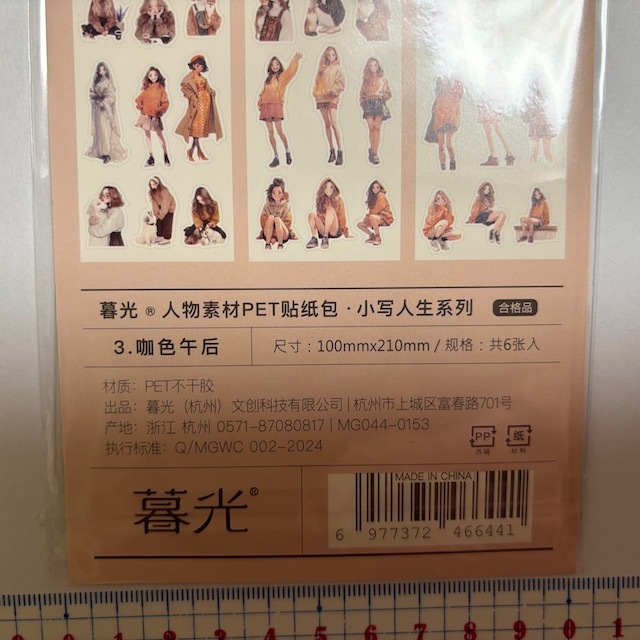 暮光 ® 人物素材PET贴纸包 · 小写人生系列 合格品
3.咖色午后
尺寸：100mmx210mm / 规格：共6张入
材质：PET不干胶
出品：暮光（杭州）文创科技有限公司 | 杭州市上城区富春路701号
产地：浙江 杭州 0571-87080817 | MG044-0153
执行标准：Q/MGWC 002-2024
PP
外装
纸
暮光®
MADE IN CHINA
6 977372 466441